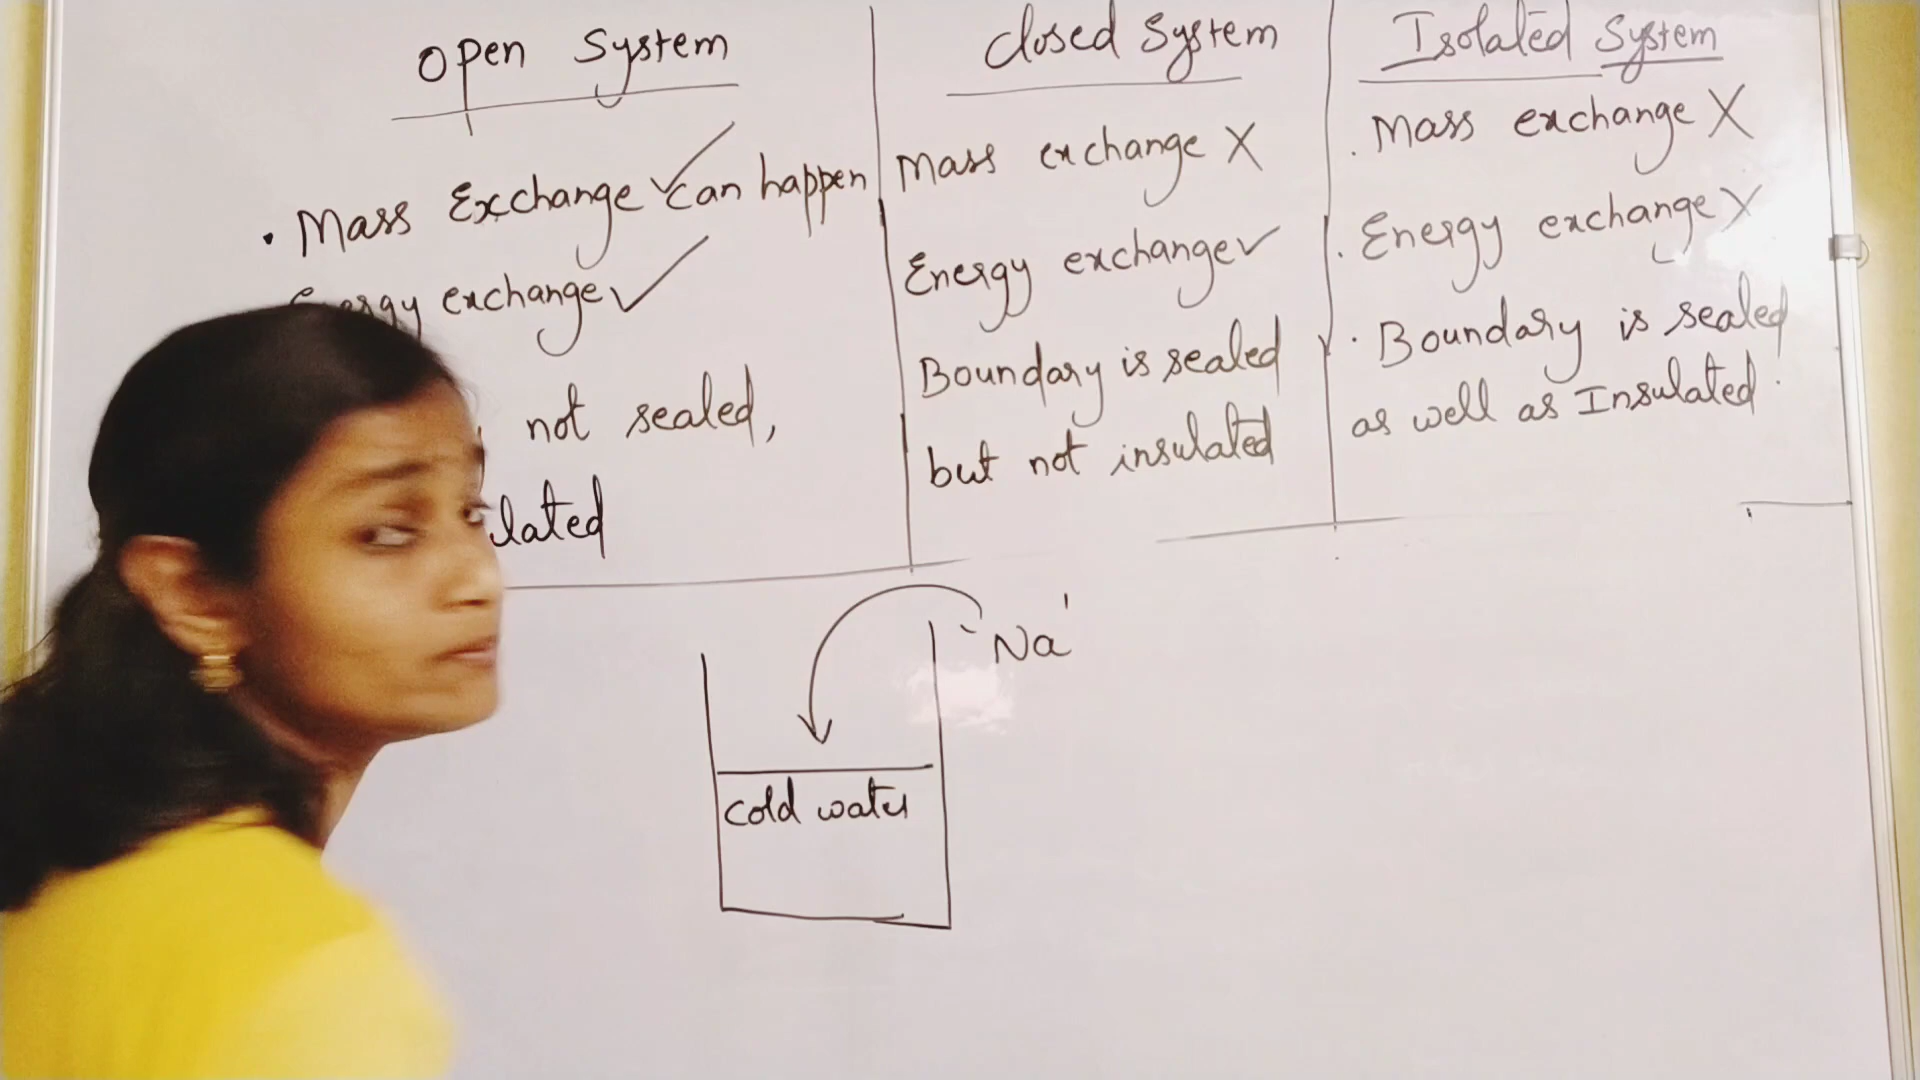 Open System
• Mass Exchange ✓ can happen
exchange ✓
not sealed,
Closed System
Mass exchange X
Energy exchange ✓
Boundary is sealed
but not insulated
Isolated System
. Mass exchange X
. Energy exchange X
. Boundary is sealed
as well as Insulated.
Na
cold water